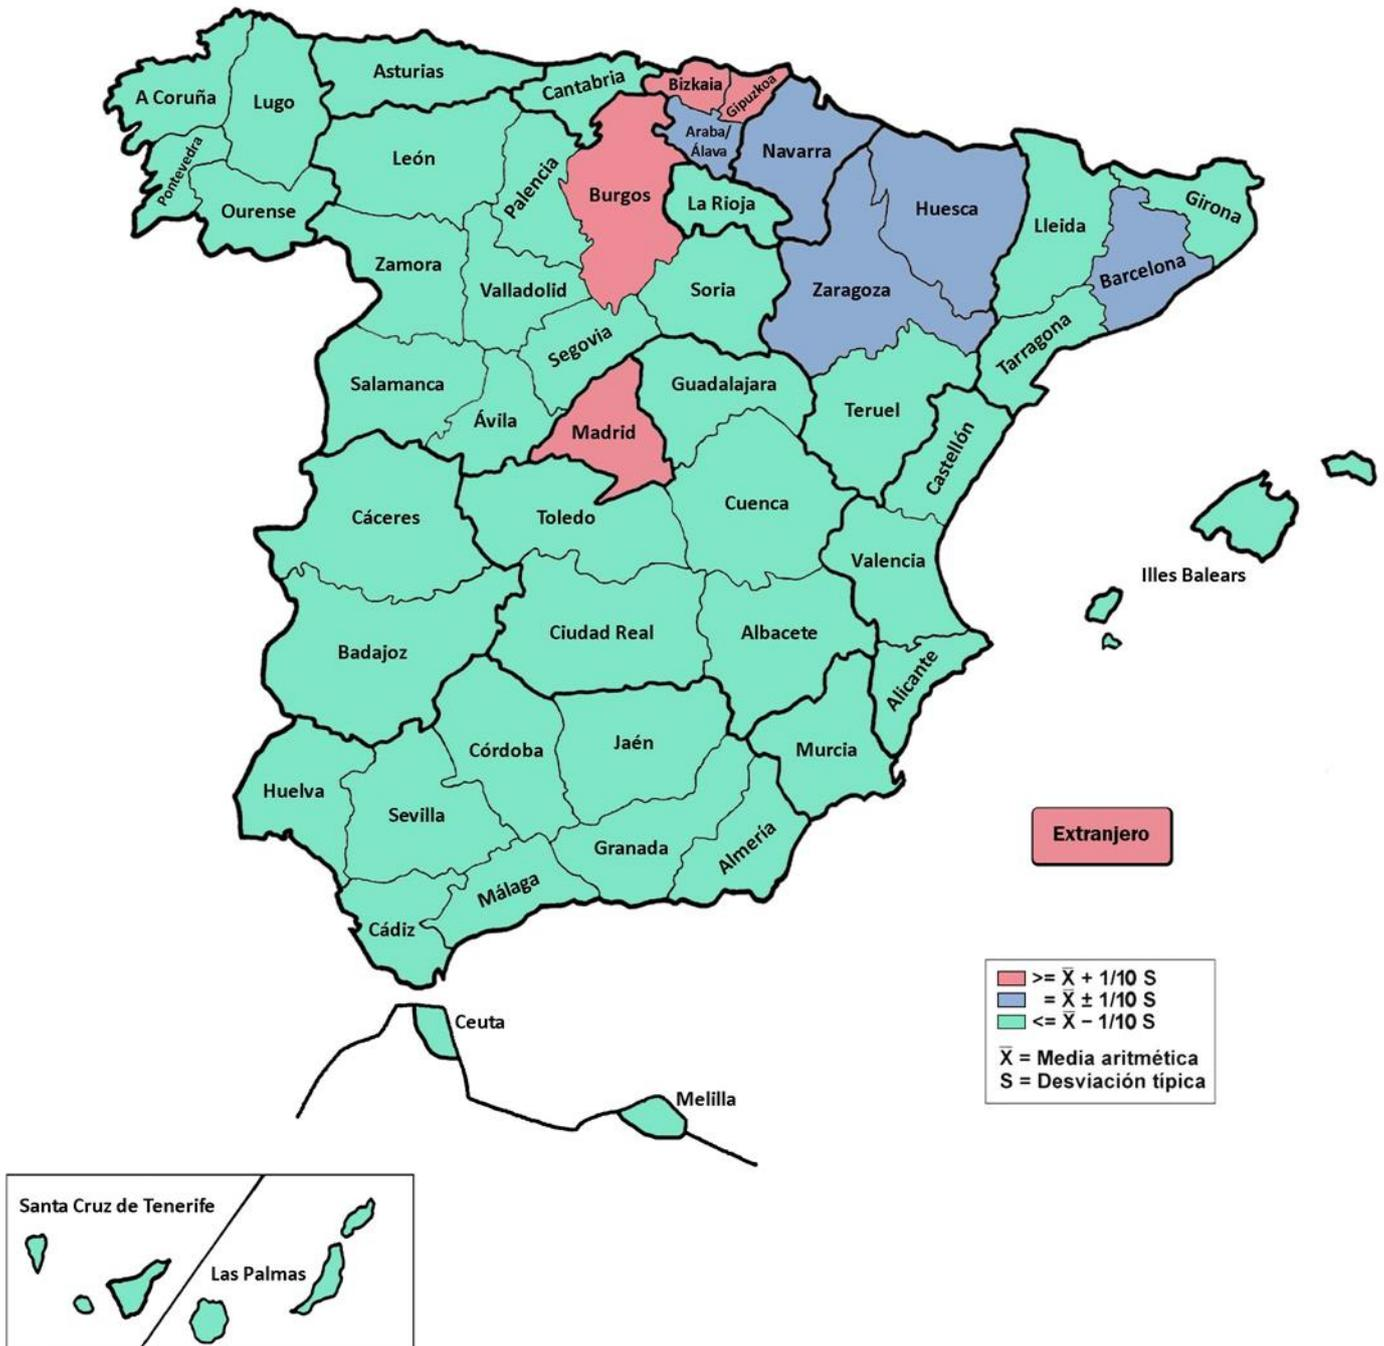 Asturias
Cantabria
Bizkaia
Gipuzkoa
A Coruña
Lugo
Araba/
Álava
Navarra
León
Pontevedra
Palencia
Burgos
La Rioja
Huesca
Girona
Ourense
Lleida
Zamora
Barcelona
Valladolid
Soria
Zaragoza
Segovia
Tarragona
Salamanca
Guadalajara
Ávila
Teruel
Madrid
Castellón
Cáceres
Toledo
Cuenca
Valencia
Illes Balears
Badajoz
Ciudad Real
Albacete
Alicante
Córdoba
Jaén
Murcia
Huelva
Sevilla
Granada
Almería
Extranjero
Málaga
Cádiz
>= X̅ + 1/10 S
= X̅ ± 1/10 S
<= X̅ − 1/10 S
X̅ = Media aritmética
S = Desviación típica
Ceuta
Melilla
Santa Cruz de Tenerife
Las Palmas